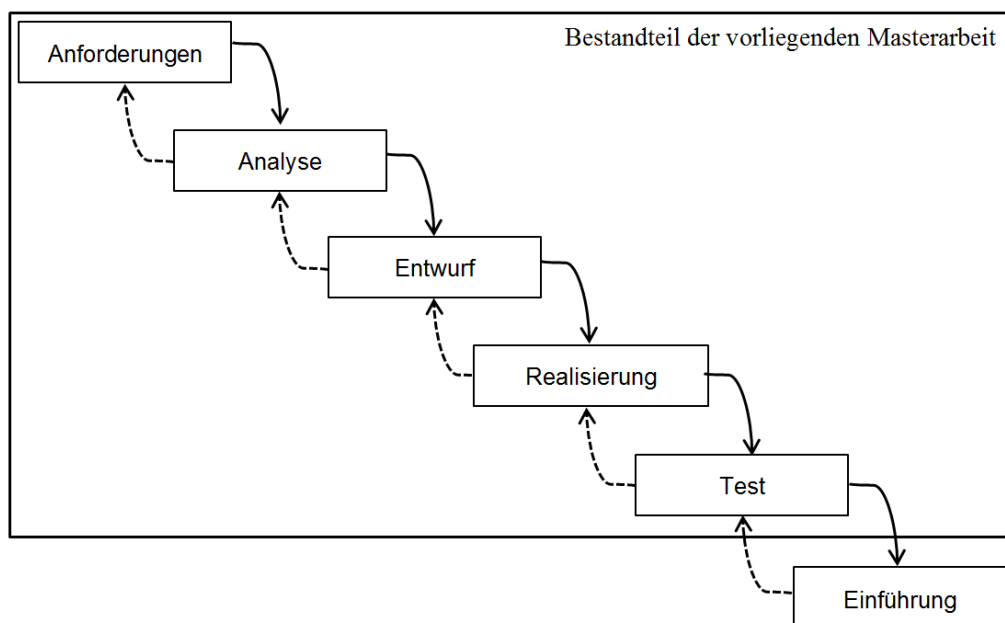 Bestandteil der vorliegenden Masterarbeit
Anforderungen
Analyse
Entwurf
Realisierung
Test
Einführung